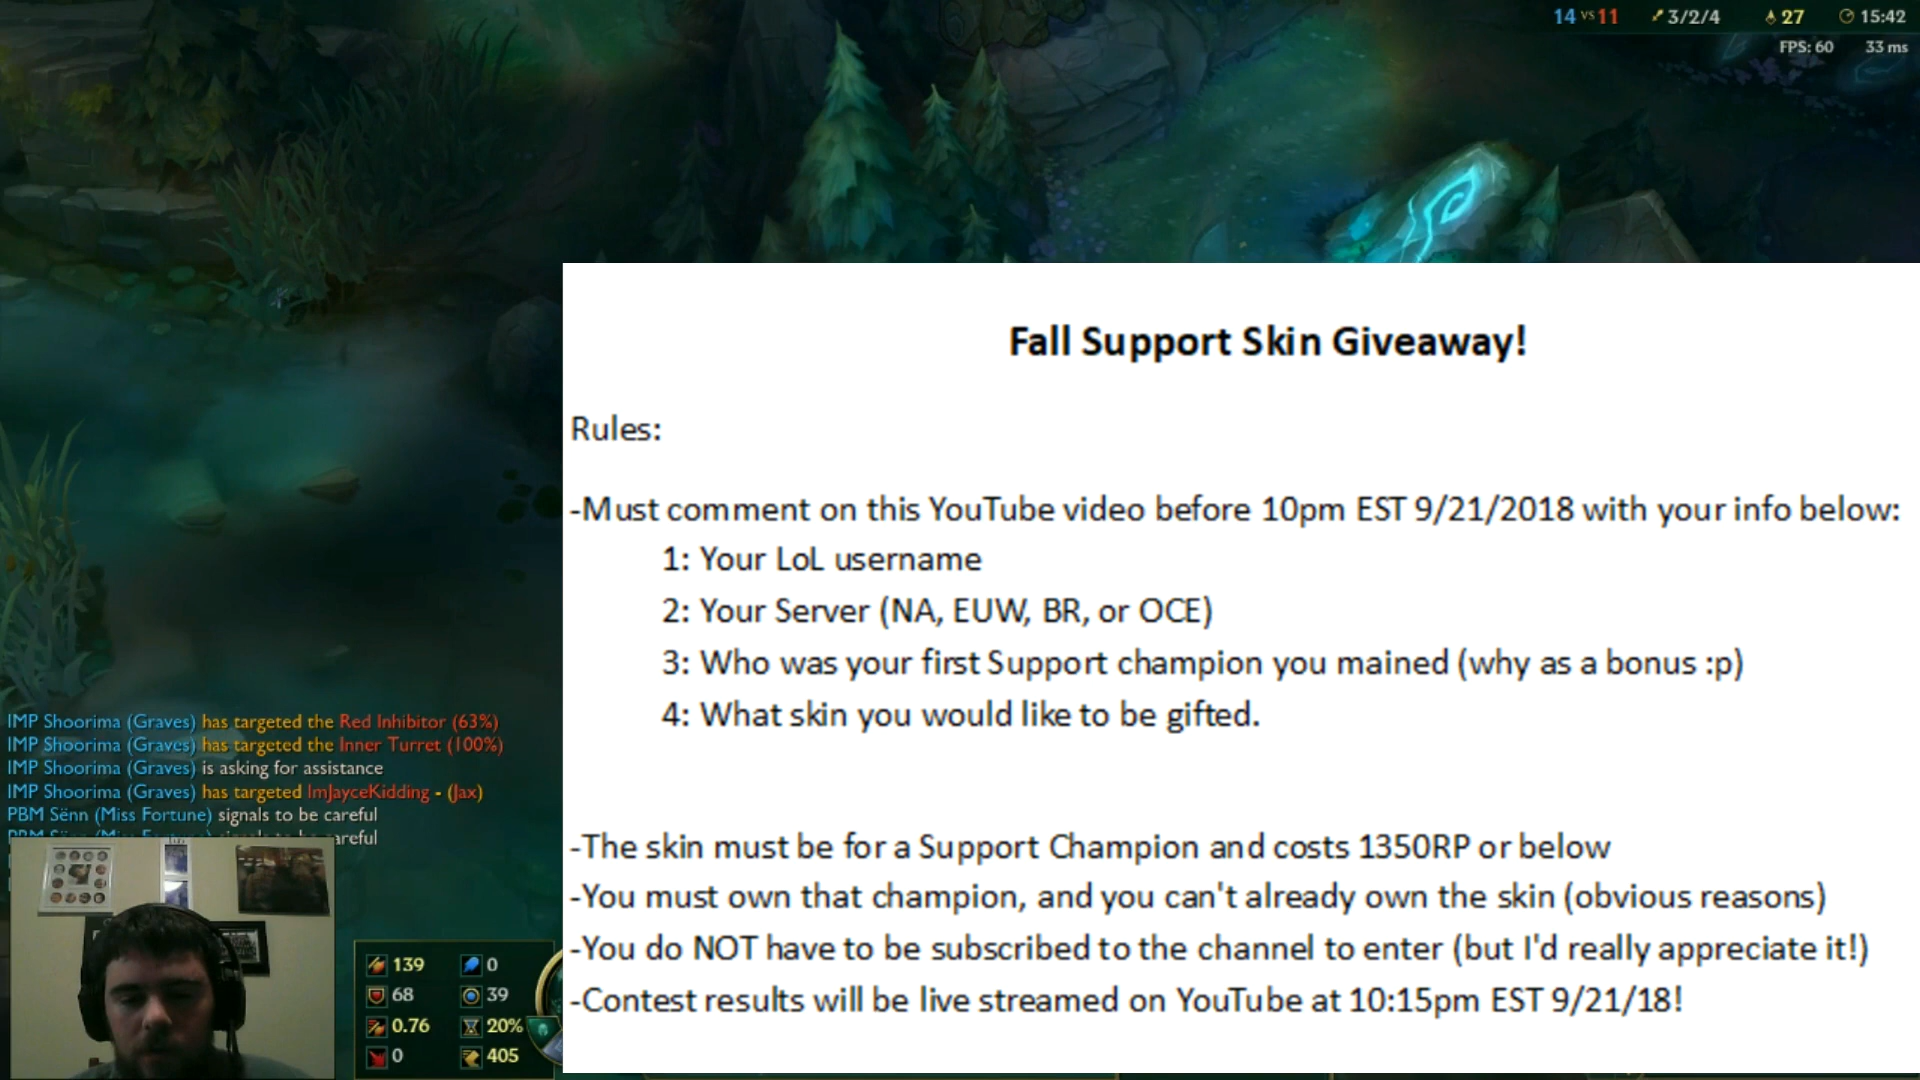 14 vs 11 3/2/4 27 15:42
FPS: 60 33 ms
Fall Support Skin Giveaway!
Rules:
-Must comment on this YouTube video before 10pm EST 9/21/2018 with your info below:
1: Your LoL username
2: Your Server (NA, EUW, BR, or OCE)
3: Who was your first Support champion you mained (why as a bonus :p)
4: What skin you would like to be gifted.
-The skin must be for a Support Champion and costs 1350RP or below
-You must own that champion, and you can't already own the skin (obvious reasons)
-You do NOT have to be subscribed to the channel to enter (but I'd really appreciate it!)
-Contest results will be live streamed on YouTube at 10:15pm EST 9/21/18!
IMP Shoorima (Graves) has targeted the Red Inhibitor (63%)
IMP Shoorima (Graves) has targeted the Inner Turret (100%)
IMP Shoorima (Graves) is asking for assistance
IMP Shoorima (Graves) has targeted ImJayceKidding - (Jax)
PBM Sënn (Miss Fortune) signals to be careful
139 0
68 39
0.76 20%
0 405